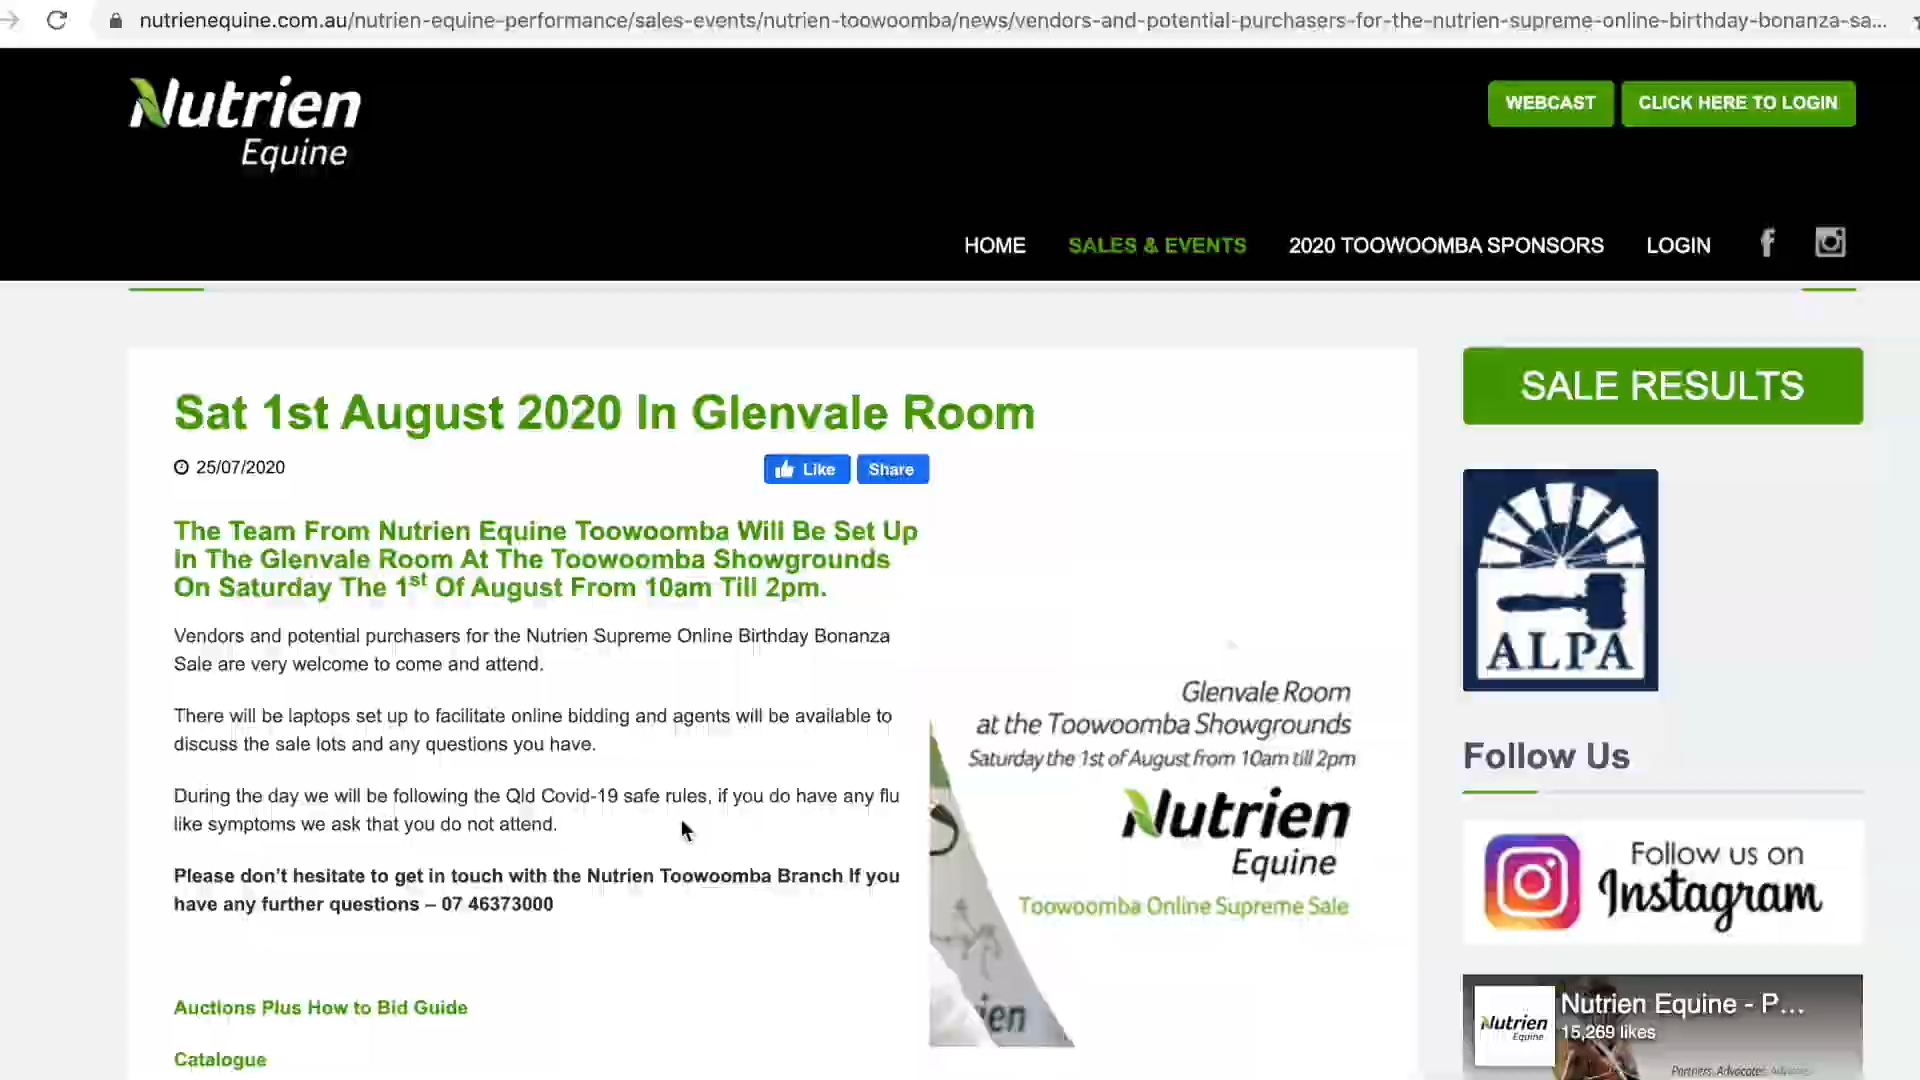 nutrienequine.com.au/nutrien-equine-performance/sales-events/nutrien-toowoomba/news/vendors-and-potential-purchasers-for-the-nutrien-supreme-online-birthday-bonanza-sa...
Nutrien
Equine
WEBCAST
CLICK HERE TO LOGIN
HOME
SALES & EVENTS
2020 TOOWOOMBA SPONSORS
LOGIN
Sat 1st August 2020 In Glenvale Room
25/07/2020
Like
Share
The Team From Nutrien Equine Toowoomba Will Be Set Up
In The Glenvale Room At The Toowoomba Showgrounds
On Saturday The 1st Of August From 10am Till 2pm.
Vendors and potential purchasers for the Nutrien Supreme Online Birthday Bonanza
Sale are very welcome to come and attend.
There will be laptops set up to facilitate online bidding and agents will be available to
discuss the sale lots and any questions you have.
During the day we will be following the Qld Covid-19 safe rules, if you do have any flu
like symptoms we ask that you do not attend.
Please don't hesitate to get in touch with the Nutrien Toowoomba Branch If you
have any further questions – 07 46373000
Auctions Plus How to Bid Guide
Catalogue
Glenvale Room
at the Toowoomba Showgrounds
Saturday the 1st of August from 10am till 2pm
Nutrien
Equine
Toowoomba Online Supreme Sale
ien
SALE RESULTS
ALPA
Follow Us
Follow us on
Instagram
Nutrien
Equine
Nutrien Equine - P...
15,269 likes
Partners. Advocates. Advisors.